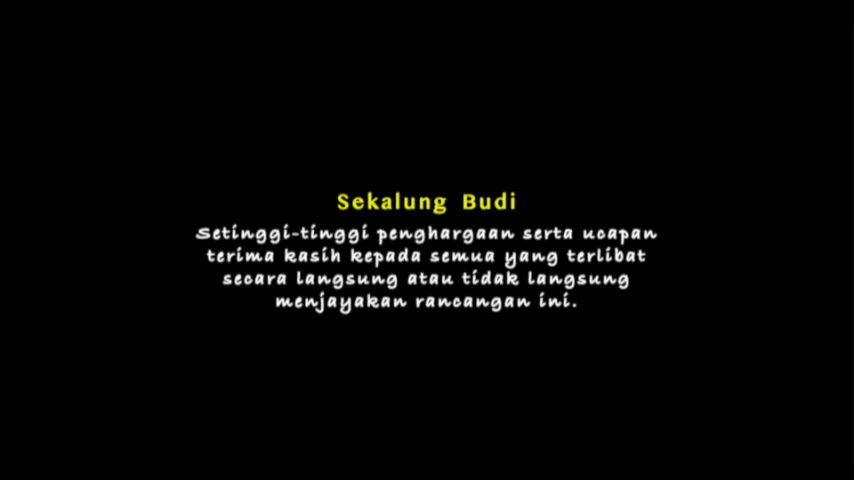 Sekalung Budi
Setinggi-tinggi penghargaan serta ucapan
terima kasih kepada semua yang terlibat
secara langsung atau tidak langsung
menjayakan rancangan ini.